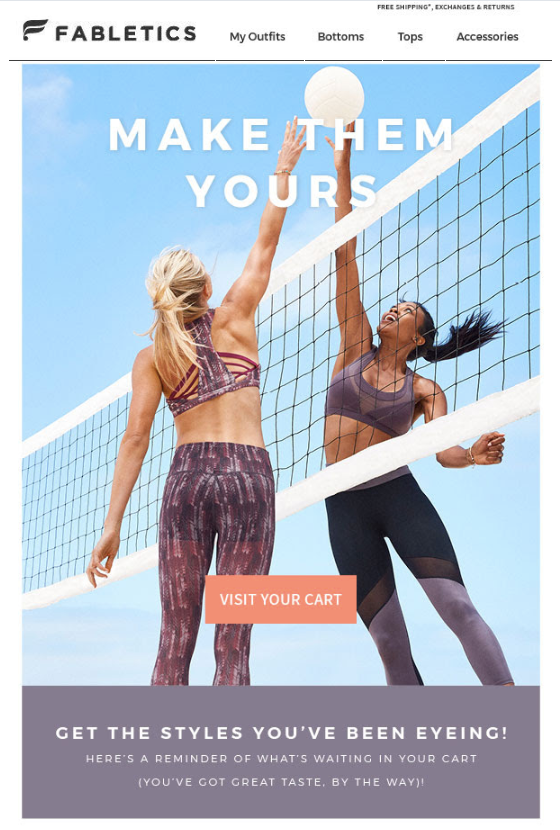 FREE SHIPPING*, EXCHANGES & RETURNS
FABLETICS
My Outfits Bottoms Tops Accessories
MAKE THEM
YOURS
VISIT YOUR CART
GET THE STYLES YOU'VE BEEN EYEING!
HERE'S A REMINDER OF WHAT'S WAITING IN YOUR CART
(YOU'VE GOT GREAT TASTE, BY THE WAY)!